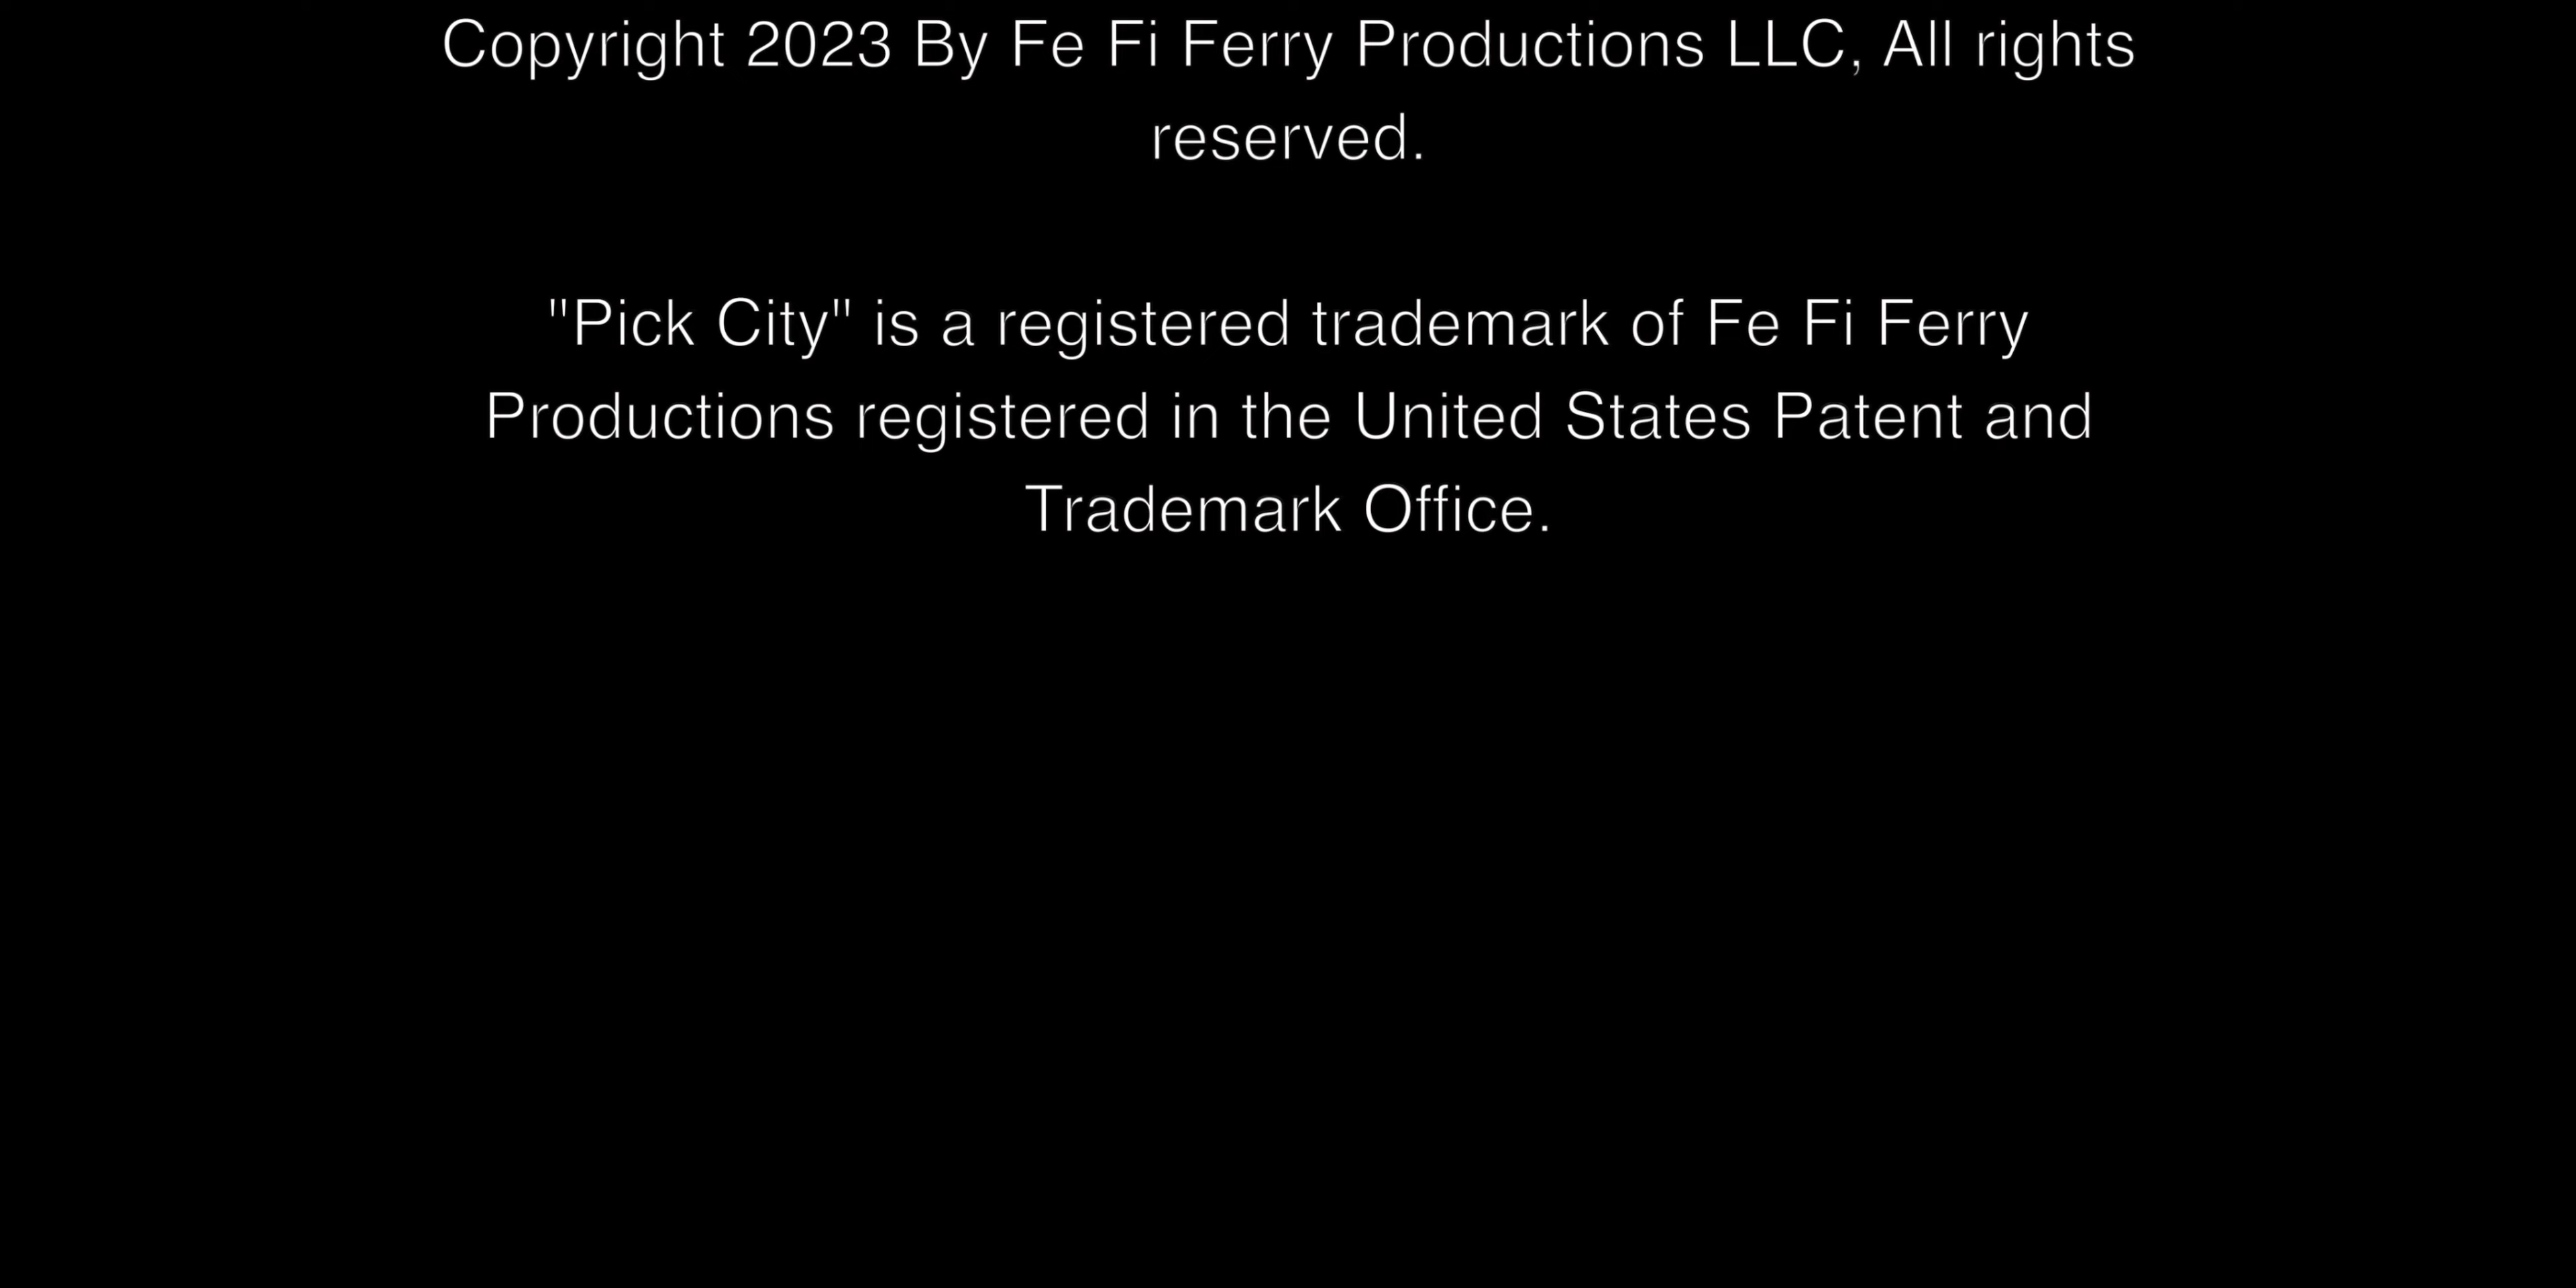 Copyright 2023 By Fe Fi Ferry Productions LLC, All rights
reserved.
"Pick City" is a registered trademark of Fe Fi Ferry
Productions registered in the United States Patent and
Trademark Office.